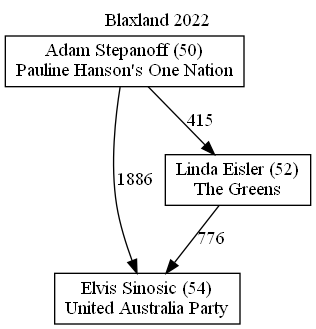 Blaxland 2022
Adam Stepanoff (50)
Pauline Hanson's One Nation
415
Linda Eisler (52)
The Greens
1886
776
Elvis Sinosic (54)
United Australia Party